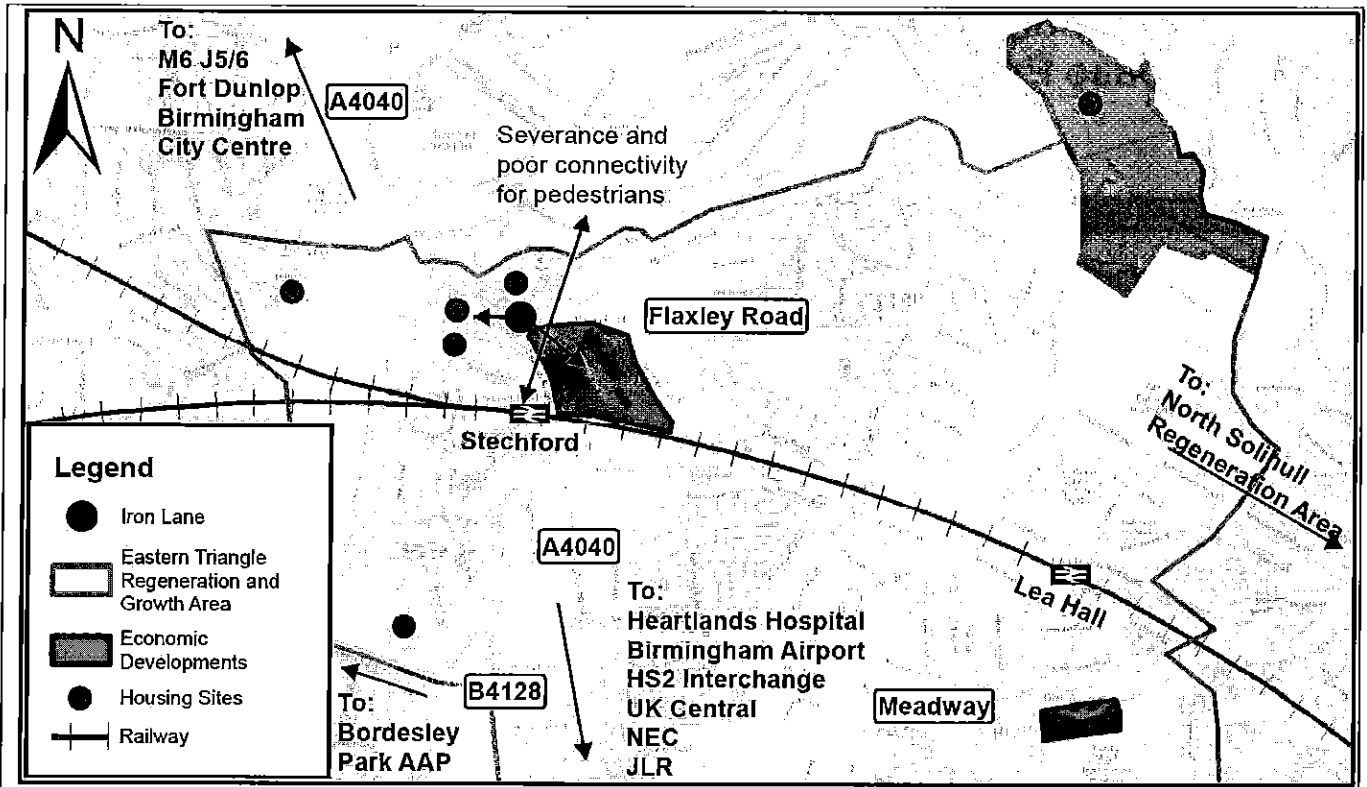 N
To:
M6 J5/6
Fort Dunlop
Birmingham
City Centre
A4040
Severance and
poor connectivity
for pedestrians
Flaxley Road
Stechford
To:
North Solihull
Regeneration Area
Legend
Iron Lane
Eastern Triangle
Regeneration and
Growth Area
Economic
Developments
Housing Sites
Railway
A4040
Lea Hall
To:
Heartlands Hospital
Birmingham Airport
HS2 Interchange
UK Central
NEC
JLR
B4128
To:
Bordesley
Park AAP
Meadway